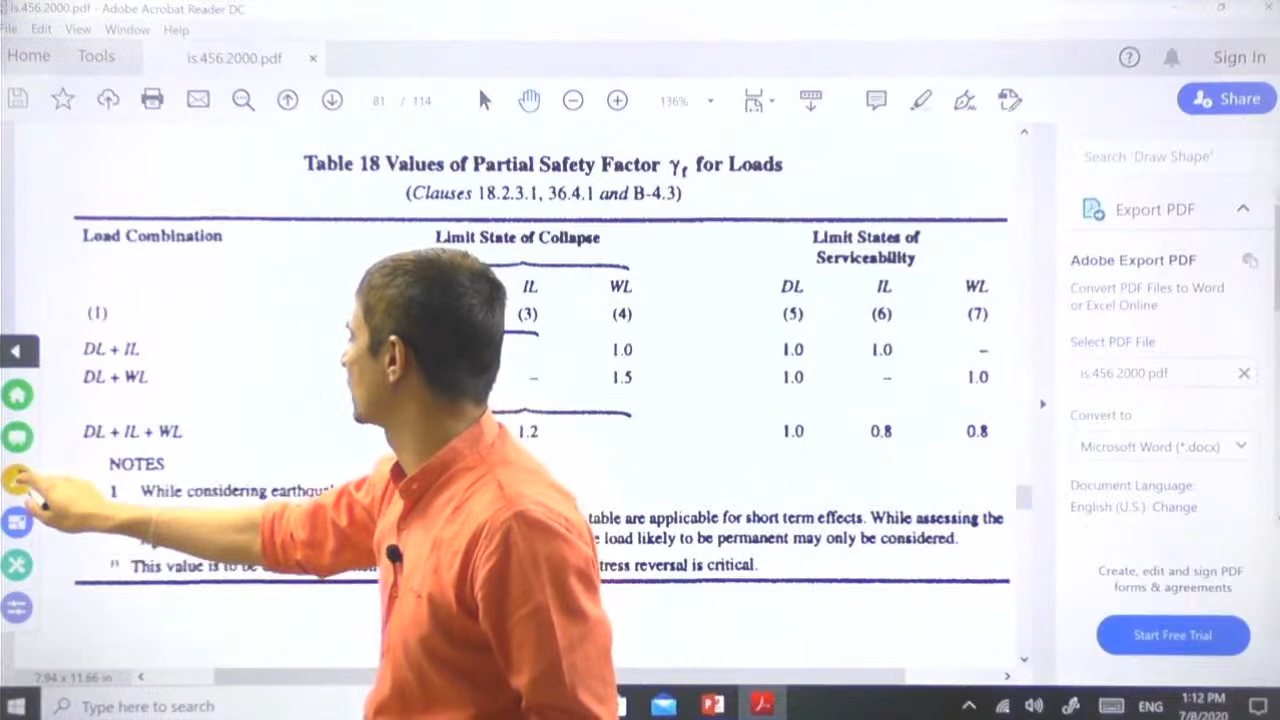 is.456.2000.pdf - Adobe Acrobat Reader DC
File Edit View Window Help
Home Tools is.456.2000.pdf × Sign In
81 / 114 136% Share
Table 18 Values of Partial Safety Factor γf for Loads
(Clauses 18.2.3.1, 36.4.1 and B-4.3)
Load Combination Limit State of Collapse Limit States of
Serviceability
IL WL DL IL WL
(1) (3) (4) (5) (6) (7)
DL + IL 1.0 1.0 1.0 –
DL + WL – 1.5 1.0 – 1.0
DL + IL + WL 1.2 1.0 0.8 0.8
NOTES
1 While considering
table are applicable for short term effects. While assessing the
load likely to be permanent may only be considered.
This value is to be
stress reversal is critical.
7.94 x 11.66 in
Search 'Draw Shape'
Export PDF
Adobe Export PDF
Convert PDF Files to Word
or Excel Online
Select PDF File
is.456.2000.pdf ×
Convert to
Microsoft Word (*.docx)
Document Language:
English (U.S.) Change
Create, edit and sign PDF
forms & agreements
Start Free Trial
Type here to search
ENG 1:12 PM
7/8/2020